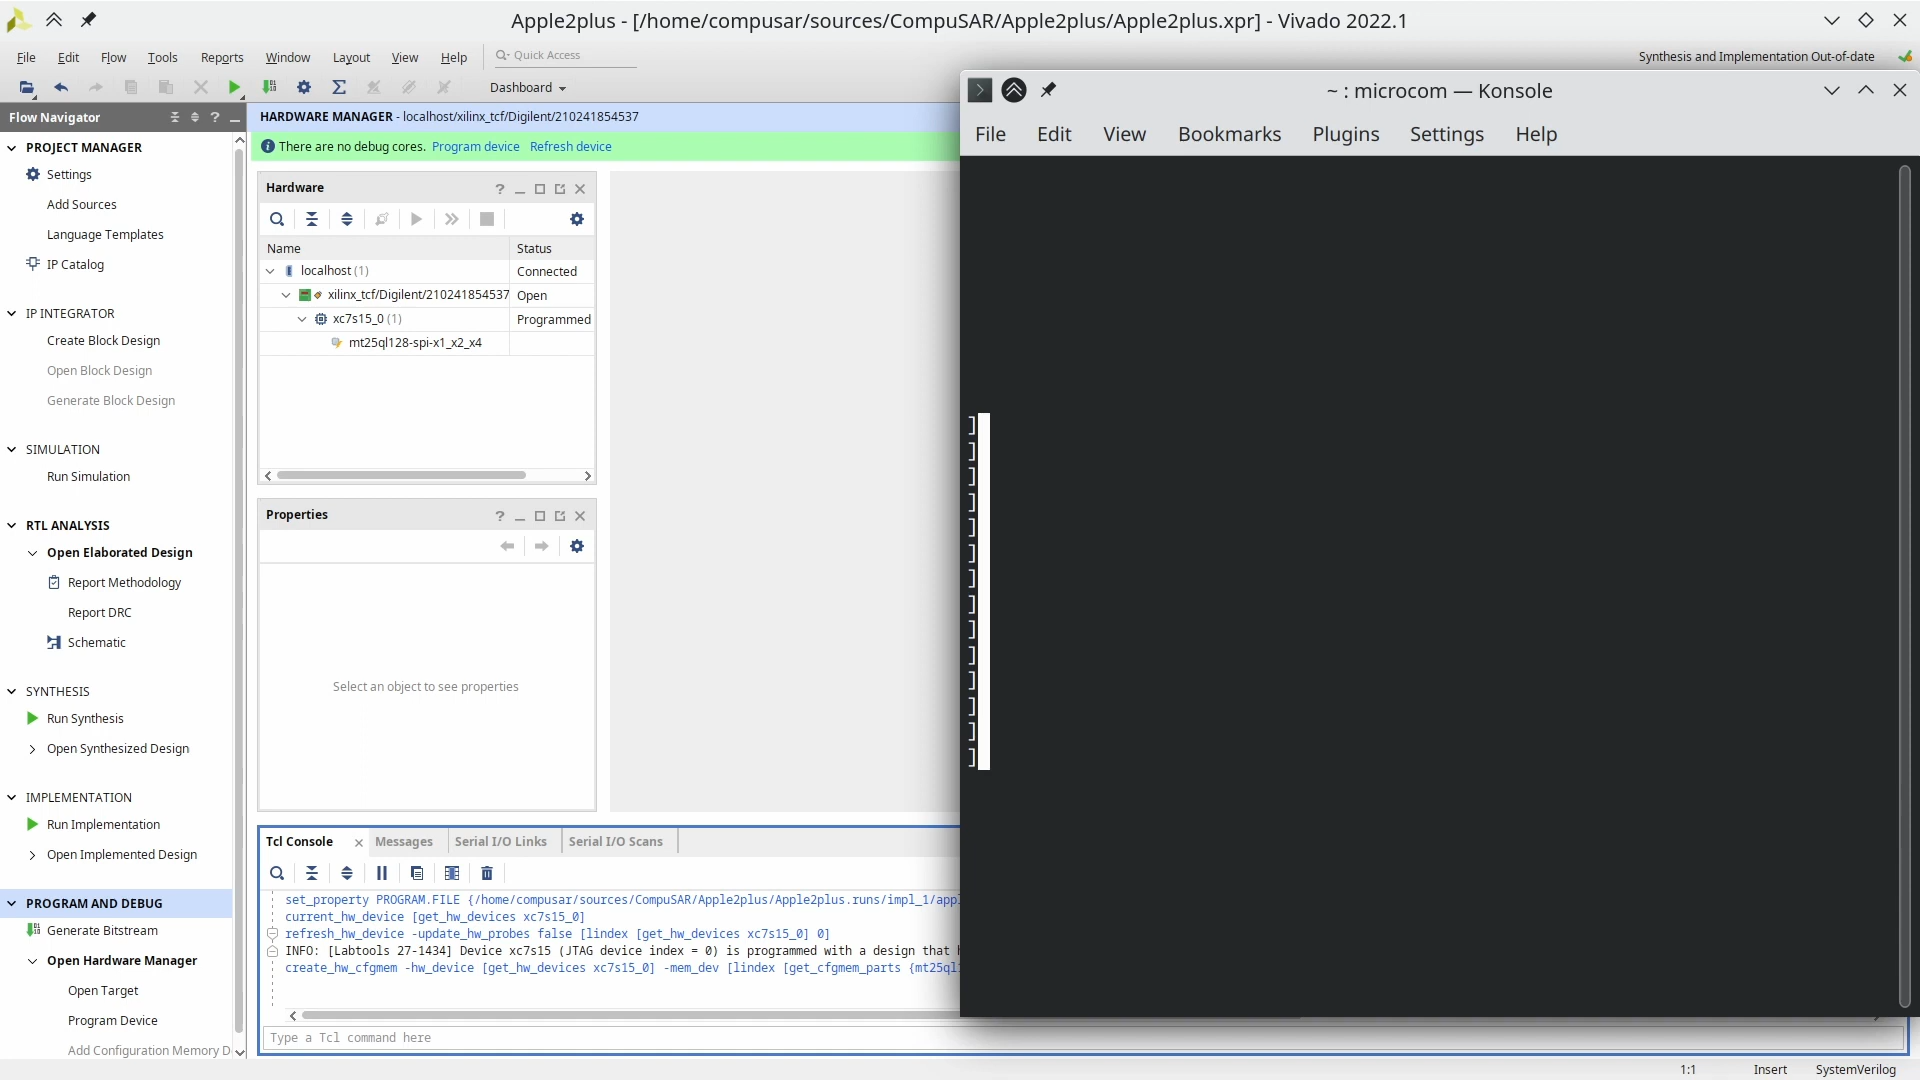 Apple2plus - [/home/compusar/sources/CompuSAR/Apple2plus/Apple2plus.xpr] - Vivado 2022.1
File Edit Flow Tools Reports Window Layout View Help Quick Access
Synthesis and Implementation Out-of-date
Dashboard
Flow Navigator
PROJECT MANAGER
Settings
Add Sources
Language Templates
IP Catalog
IP INTEGRATOR
Create Block Design
Open Block Design
Generate Block Design
SIMULATION
Run Simulation
RTL ANALYSIS
Open Elaborated Design
Report Methodology
Report DRC
Schematic
SYNTHESIS
Run Synthesis
Open Synthesized Design
IMPLEMENTATION
Run Implementation
Open Implemented Design
PROGRAM AND DEBUG
Generate Bitstream
Open Hardware Manager
Open Target
Program Device
Add Configuration Memory D
HARDWARE MANAGER - localhost/xilinx_tcf/Digilent/210241854537
There are no debug cores. Program device Refresh device
Hardware
Name Status
localhost (1) Connected
xilinx_tcf/Digilent/210241854537 Open
xc7s15_0 (1) Programmed
mt25ql128-spi-x1_x2_x4
Properties
Select an object to see properties
Tcl Console Messages Serial I/O Links Serial I/O Scans
set_property PROGRAM.FILE {/home/compusar/sources/CompuSAR/Apple2plus/Apple2plus.runs/impl_1/appl
current_hw_device [get_hw_devices xc7s15_0]
refresh_hw_device -update_hw_probes false [lindex [get_hw_devices xc7s15_0] 0]
INFO: [Labtools 27-1434] Device xc7s15 (JTAG device index = 0) is programmed with a design that h
create_hw_cfgmem -hw_device [get_hw_devices xc7s15_0] -mem_dev [lindex [get_cfgmem_parts {mt25ql1
Type a Tcl command here
~ : microcom — Konsole
File Edit View Bookmarks Plugins Settings Help
]
]
]
]
]
]
]
]
]
]
]
]
]
]
1:1 Insert SystemVerilog